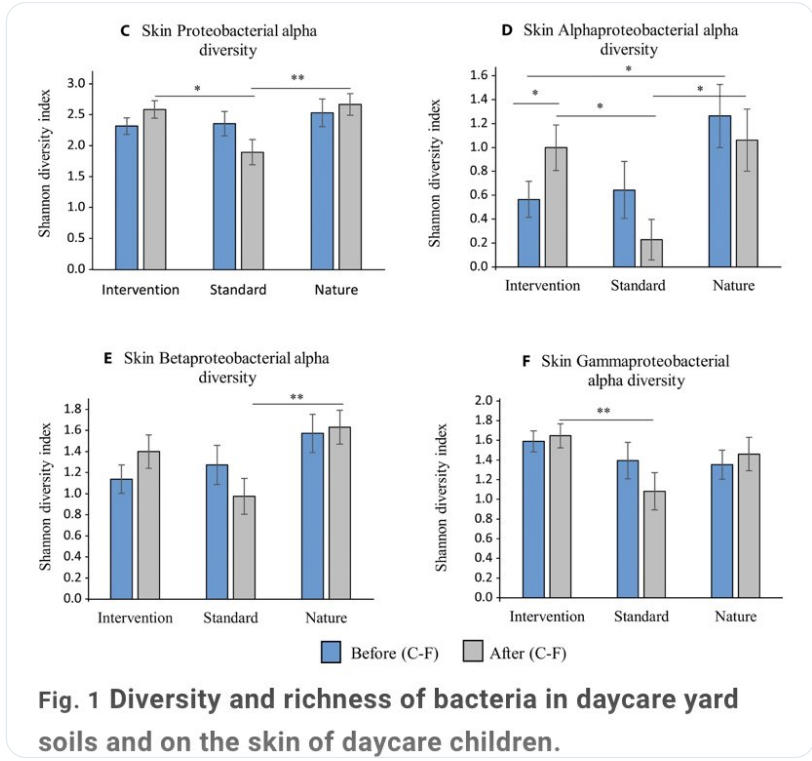 C Skin Proteobacterial alpha
diversity
Shannon diversity index
3.0
2.5
2.0
1.5
1.0
0.5
0.0
* **
Intervention Standard Nature
D Skin Alphaproteobacterial alpha
diversity
Shannon diversity index
1.6
1.4
1.2
1.0
0.8
0.6
0.4
0.2
0.0
*
* * *
Intervention Standard Nature
E Skin Betaproteobacterial alpha
diversity
Shannon diversity index
1.8
1.6
1.4
1.2
1.0
0.8
0.6
0.4
0.2
0.0
**
Intervention Standard Nature
F Skin Gammaproteobacterial
alpha diversity
Shannon diversity index
2.0
1.8
1.6
1.4
1.2
1.0
0.8
0.6
0.4
0.2
0.0
**
Intervention Standard Nature
Before (C-F) After (C-F)
Fig. 1 Diversity and richness of bacteria in daycare yard
soils and on the skin of daycare children.